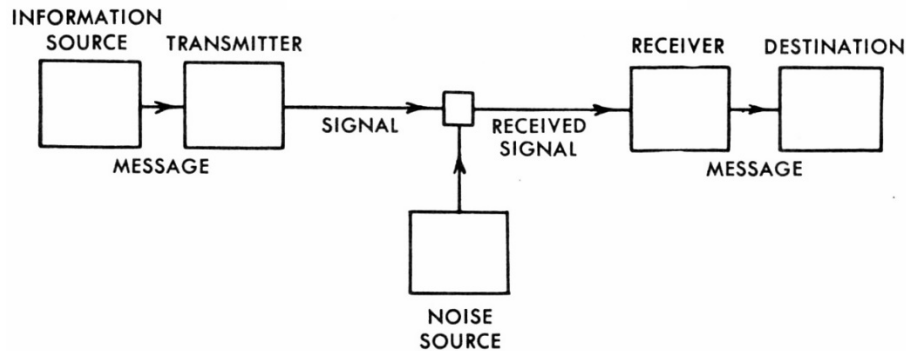 INFORMATION
SOURCE
TRANSMITTER
RECEIVER
DESTINATION
SIGNAL
RECEIVED
SIGNAL
MESSAGE
MESSAGE
NOISE
SOURCE